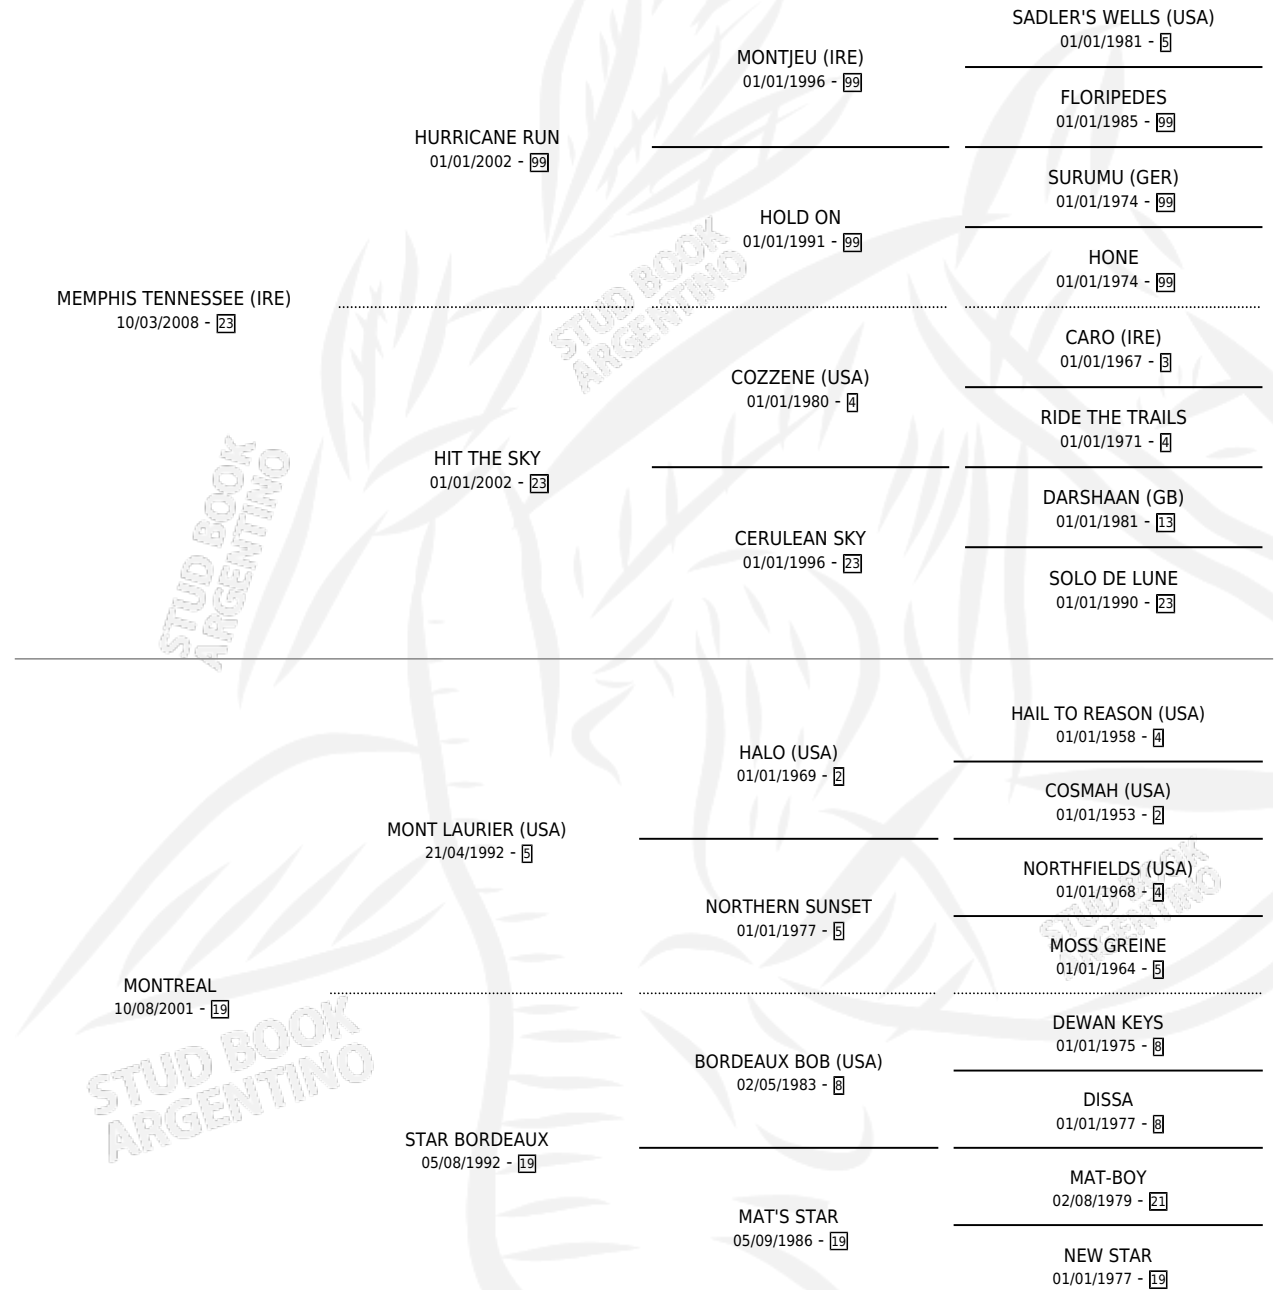 SADLER'S WELLS (USA)
01/01/1981 - 5
MONTJEU (IRE)
01/01/1996 - 99
FLORIPEDES
01/01/1985 - 99
HURRICANE RUN
01/01/2002 - 99
SURUMU (GER)
01/01/1974 - 99
HOLD ON
01/01/1991 - 99
HONE
01/01/1974 - 99
MEMPHIS TENNESSEE (IRE)
10/03/2008 - 23
CARO (IRE)
01/01/1967 - 3
COZZENE (USA)
01/01/1980 - 4
RIDE THE TRAILS
01/01/1971 - 4
HIT THE SKY
01/01/2002 - 23
DARSHAAN (GB)
01/01/1981 - 13
CERULEAN SKY
01/01/1996 - 23
SOLO DE LUNE
01/01/1990 - 23
HAIL TO REASON (USA)
01/01/1958 - 4
HALO (USA)
01/01/1969 - 2
COSMAH (USA)
01/01/1953 - 2
MONT LAURIER (USA)
21/04/1992 - 5
NORTHFIELDS (USA)
01/01/1968 - 4
NORTHERN SUNSET
01/01/1977 - 5
MOSS GREINE
01/01/1964 - 5
MONTREAL
10/08/2001 - 19
DEWAN KEYS
01/01/1975 - 8
BORDEAUX BOB (USA)
02/05/1983 - 8
DISSA
01/01/1977 - 8
STAR BORDEAUX
05/08/1992 - 19
MAT-BOY
02/08/1979 - 21
MAT'S STAR
05/09/1986 - 19
NEW STAR
01/01/1977 - 19
STUD BOOK
ARGENTINO
STUD BOOK
ARGENTINO
STUD BOOK
ARGENTINO
STUD BOOK
ARGENTINO